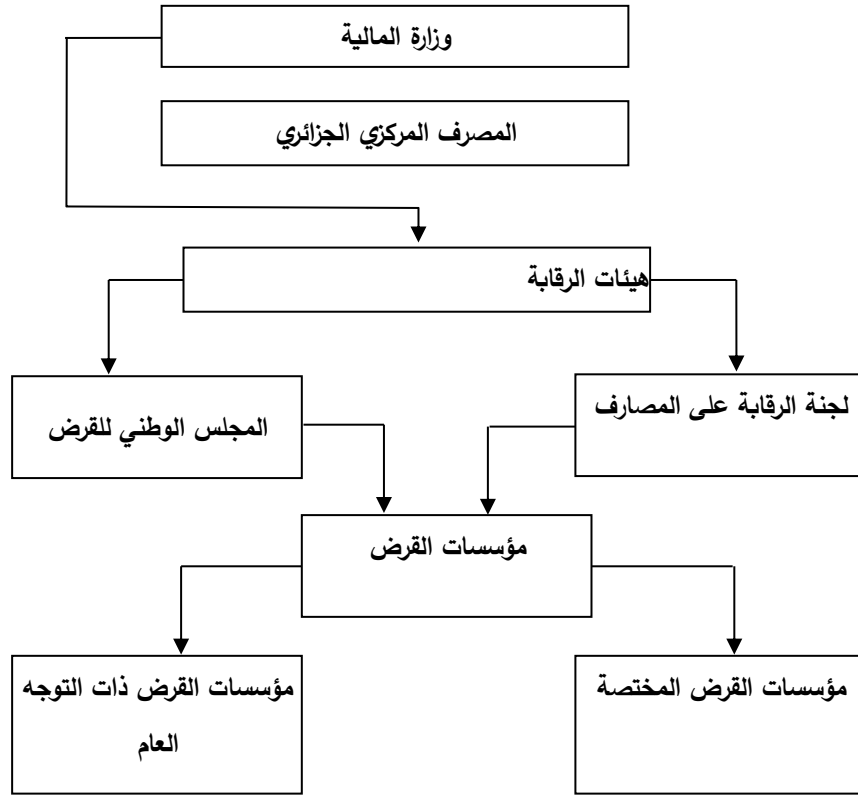 وزارة المالية
المصرف المركزي الجزائري
هيئات الرقابة
لجنة الرقابة على المصارف
المجلس الوطني للقرض
مؤسسات القرض
مؤسسات القرض المختصة
مؤسسات القرض ذات التوجه
العام